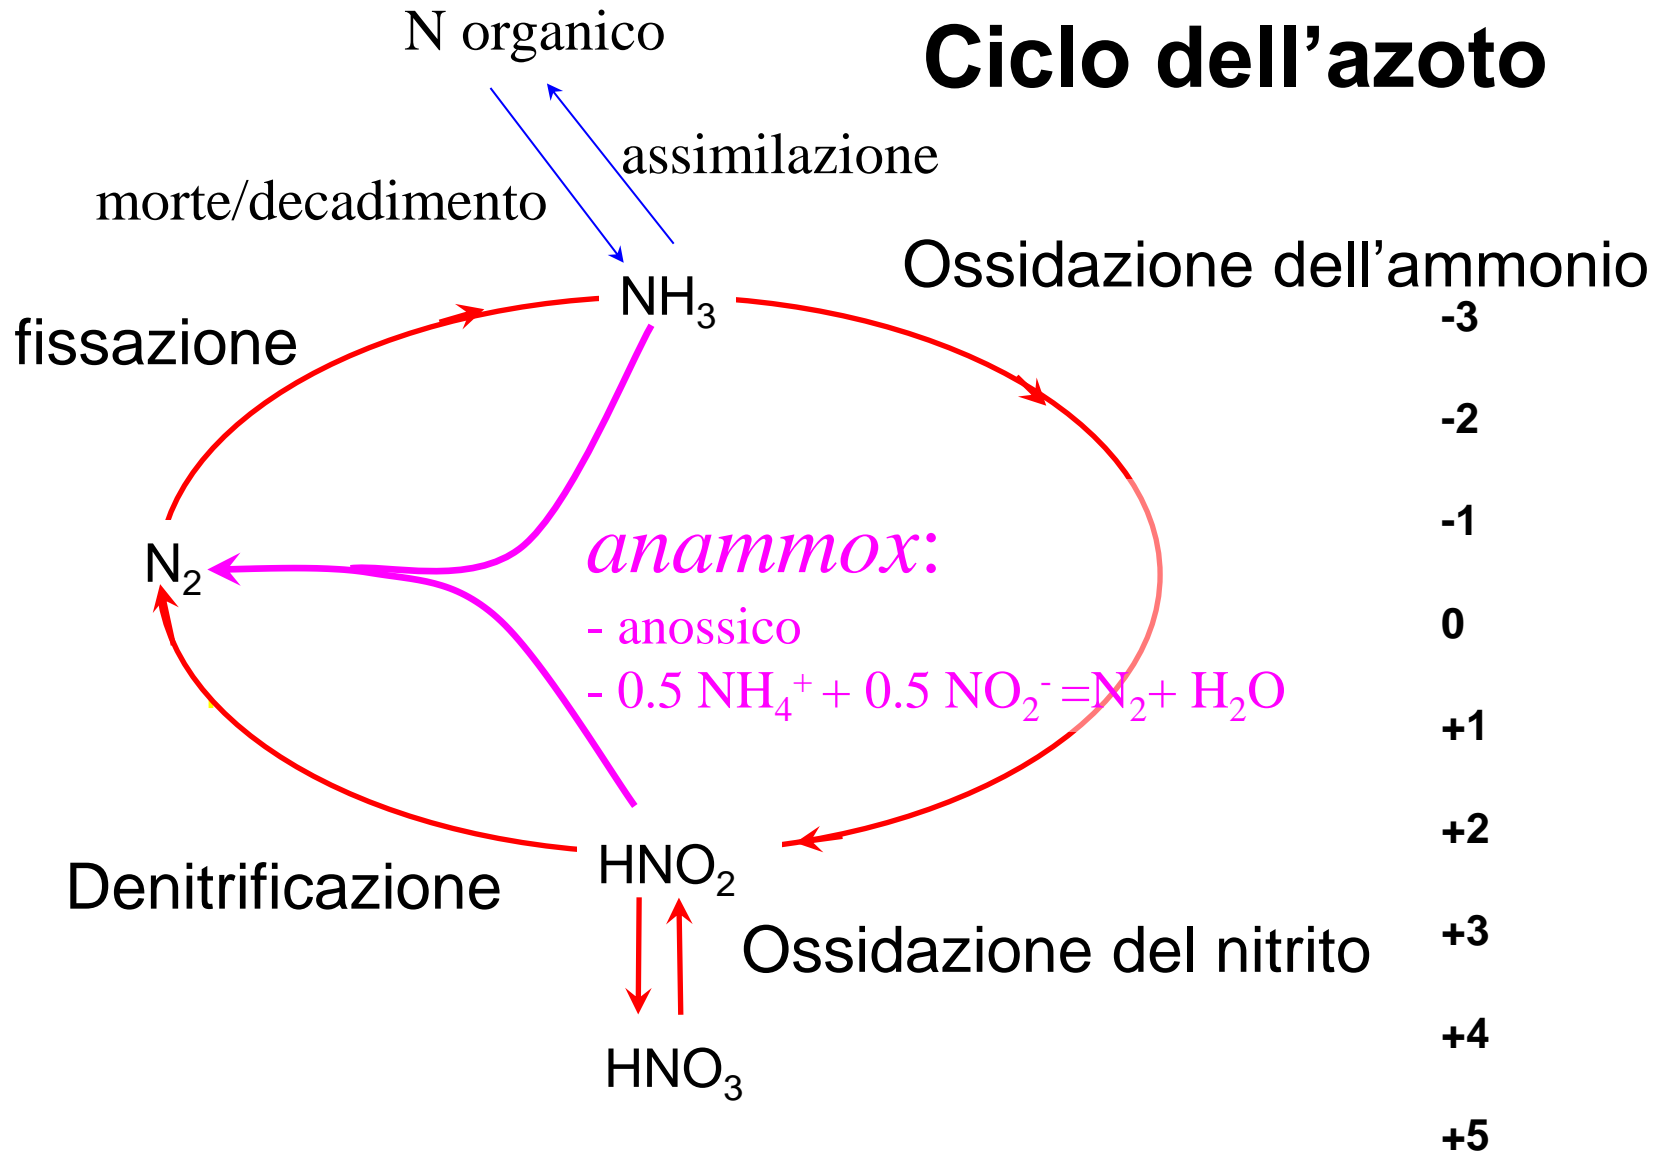 N organico
Ciclo dell’azoto
assimilazione
morte/decadimento
Ossidazione dell’ammonio
NH₃
-3
fissazione
-2
-1
anammox:
N₂
- anossico
0
- 0.5 NH₄⁺ + 0.5 NO₂⁻ =N₂+ H₂O
+1
+2
HNO₂
Denitrificazione
Ossidazione del nitrito
+3
+4
HNO₃
+5